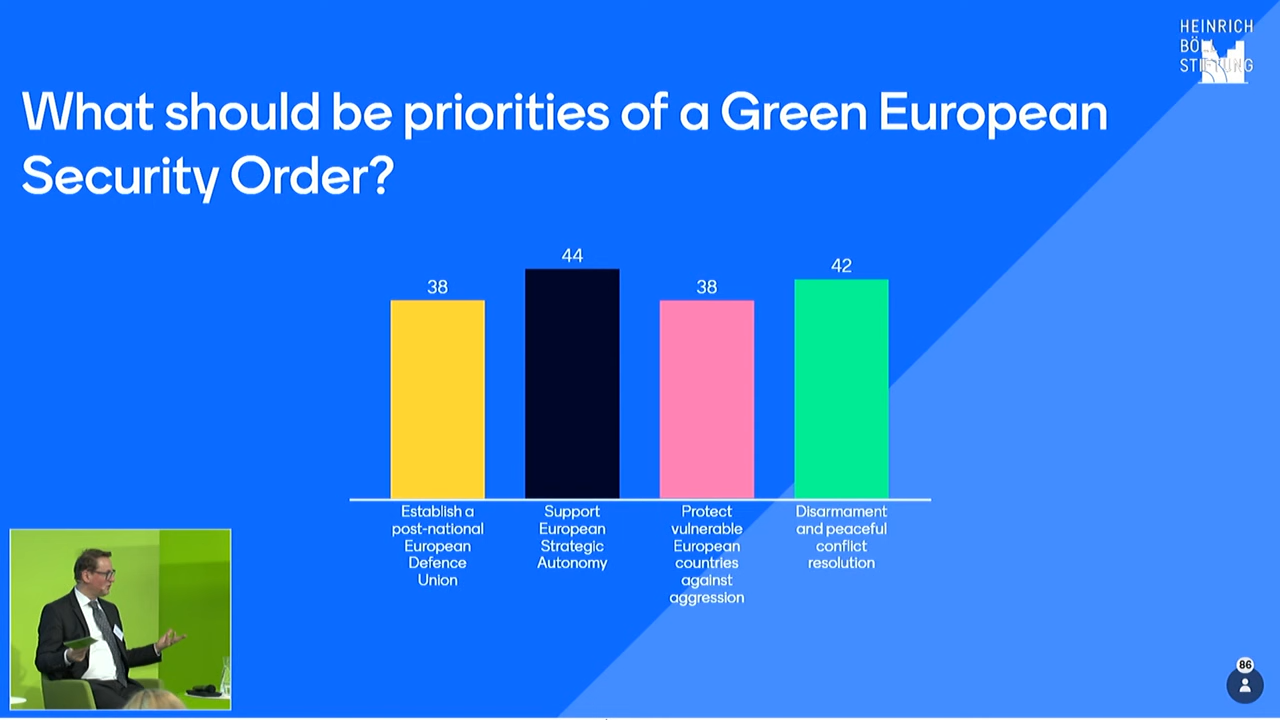 HEINRICH
BÖLL
STIFTUNG
What should be priorities of a Green European
Security Order?
38
44
38
42
Establish a
post-national
European
Defence
Union
Support
European
Strategic
Autonomy
Protect
vulnerable
European
countries
against
aggression
Disarmament
and peaceful
conflict
resolution
86